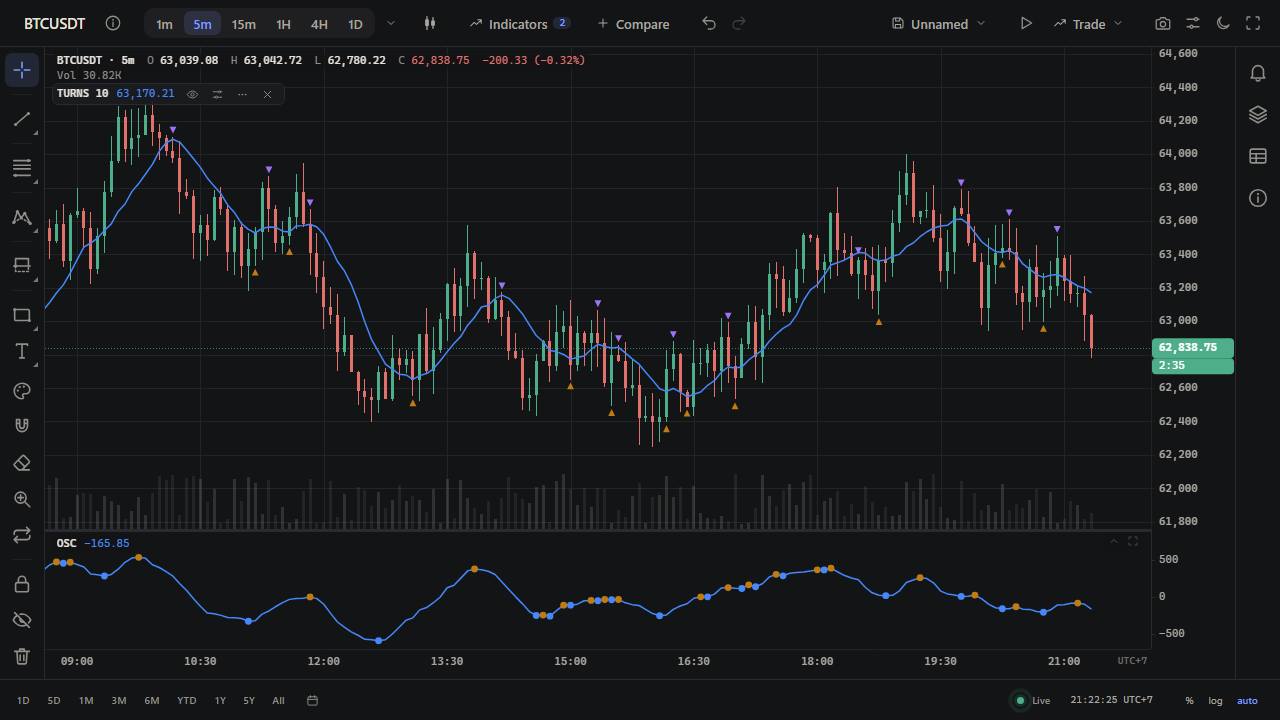 BTCUSDT 1m 5m 15m 1H 4H 1D Indicators 2 Compare Unnamed Trade
BTCUSDT · 5m O 63,039.08 H 63,042.72 L 62,780.22 C 62,838.75 −200.33 (−0.32%)
Vol 30.82K
TURNS 10 63,170.21
64,600
64,400
64,200
64,000
63,800
63,600
63,400
63,200
63,000
62,838.75
2:35
62,600
62,400
62,200
62,000
61,800
OSC −165.85
500
0
−500
09:00 10:30 12:00 13:30 15:00 16:30 18:00 19:30 21:00 UTC+7
1D 5D 1M 3M 6M YTD 1Y 5Y All Live 21:22:25 UTC+7 % log auto